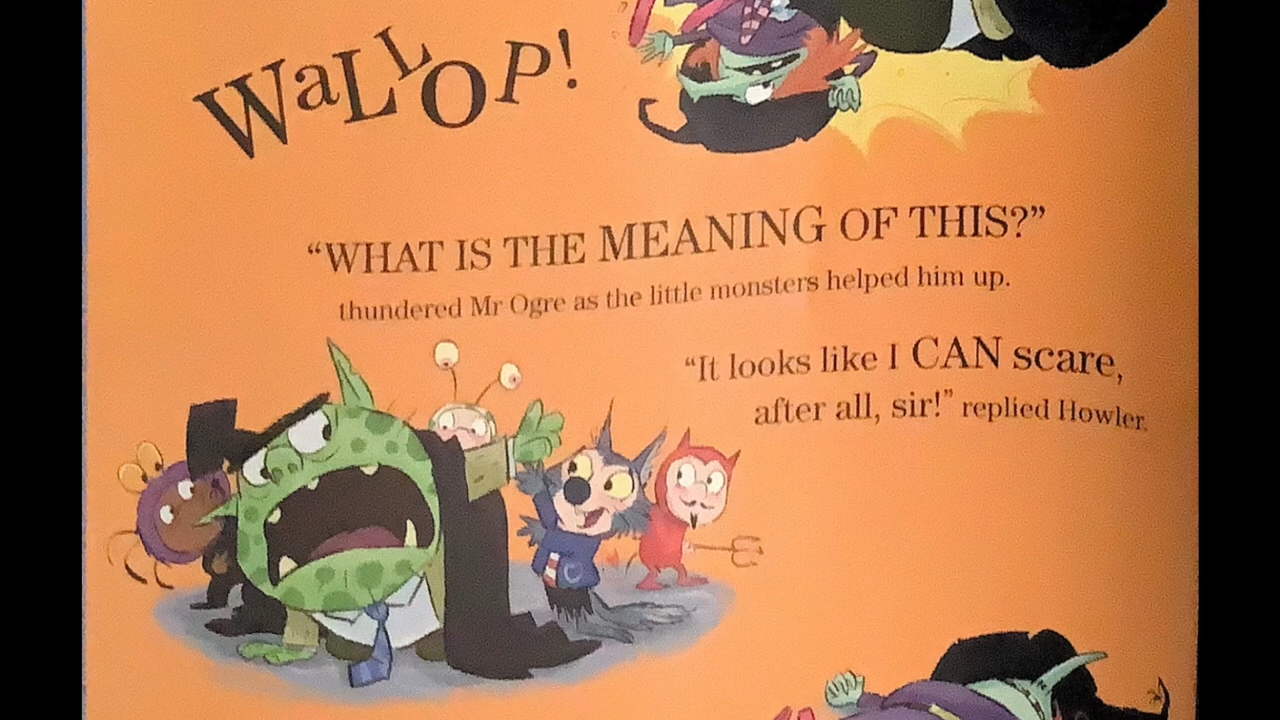 WaLLOP!
“WHAT IS THE MEANING OF THIS?”
thundered Mr Ogre as the little monsters helped him up.
“It looks like I CAN scare,
after all, sir!” replied Howler.